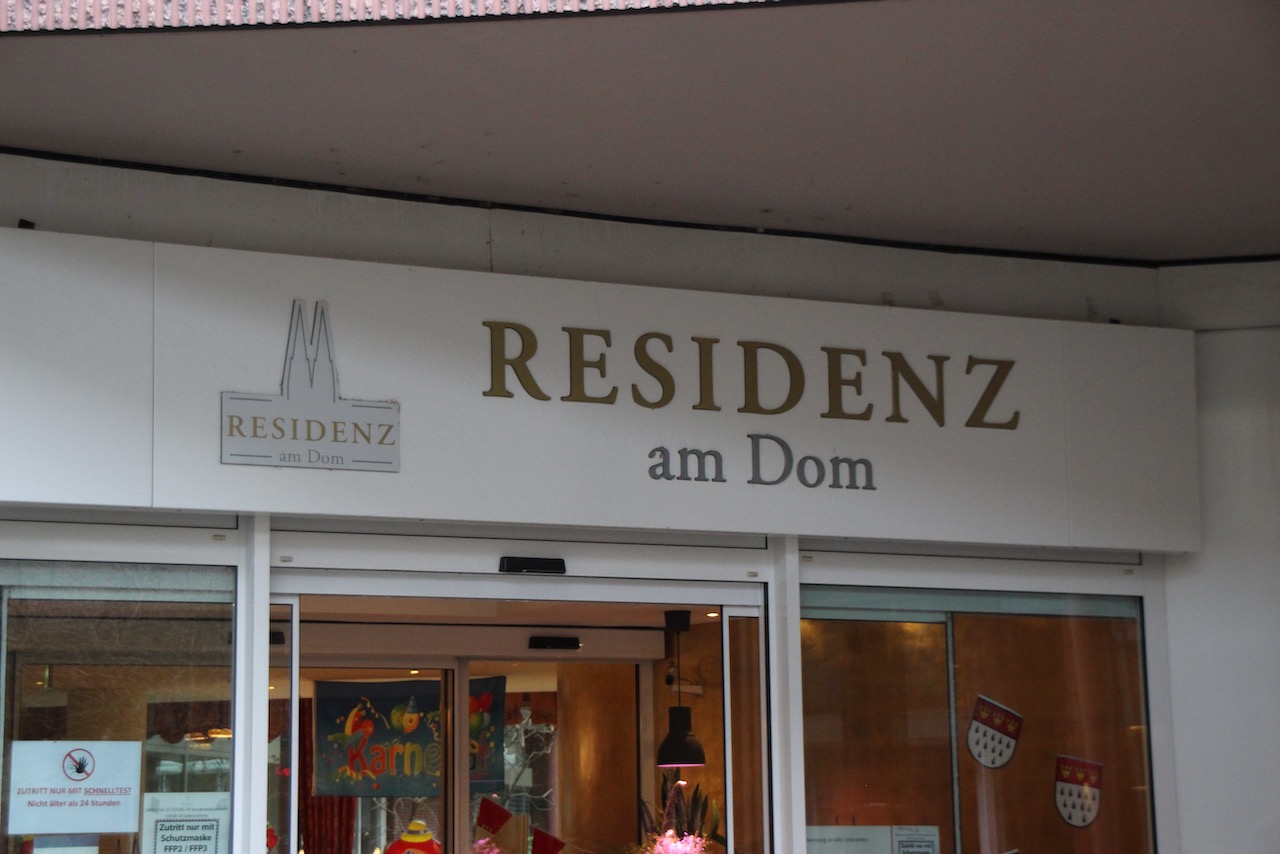 RESIDENZ
am Dom
RESIDENZ
am Dom
Karne
ZUTRITT NUR MIT SCHNELLTEST
Nicht älter als 24 Stunden
Zutritt nur mit
Schutzmaske
FFP2 / FFP3